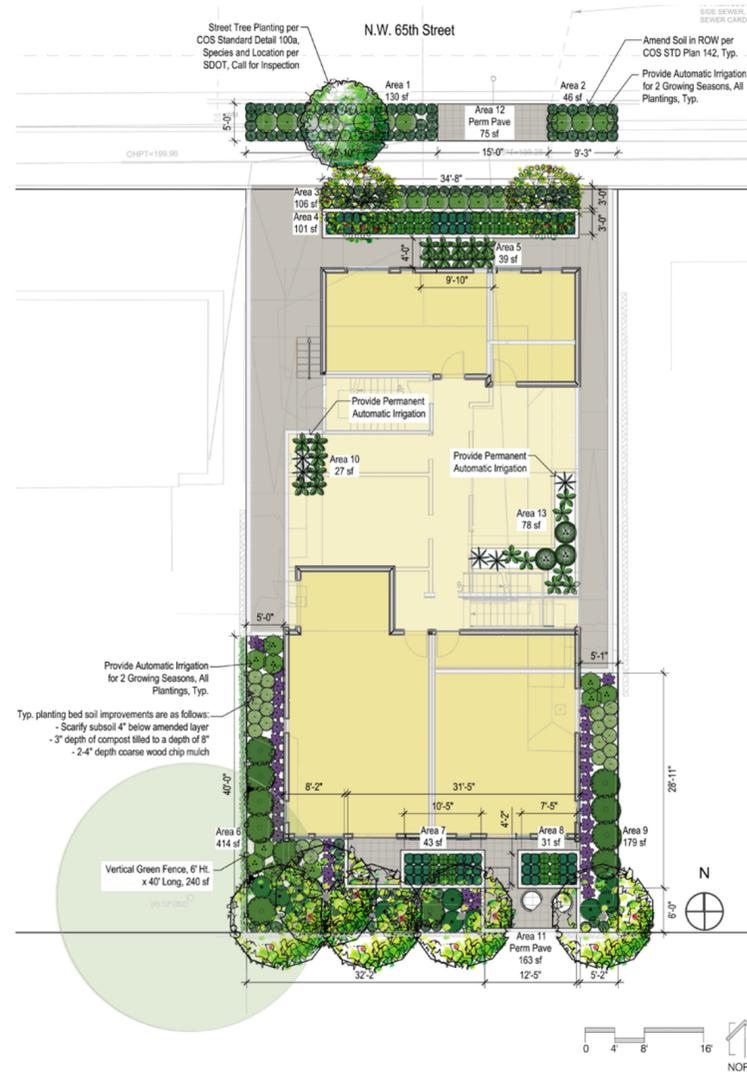 SIDE SEWER,
SEWER CARD
N.W. 65th Street
Street Tree Planting per
COS Standard Detail 100a,
Species and Location per
SDOT, Call for Inspection
Amend Soil in ROW per
COS STD Plan 142, Typ.
Provide Automatic Irrigation
for 2 Growing Seasons, All
Plantings, Typ.
Area 1
130 sf
Area 2
46 sf
Area 12
Perm Pave
75 sf
5'-0"
OHPT=199.96
15'-0"
9'-3"
34'-8"
Area 3
106 sf
3'-0"
Area 4
101 sf
3'-0"
4'-0"
Area 5
39 sf
9'-10"
Provide Permanent
Automatic Irrigation
Area 10
27 sf
Provide Permanent
Automatic Irrigation
Area 13
78 sf
5'-0"
5'-1"
Provide Automatic Irrigation
for 2 Growing Seasons, All
Plantings, Typ.
Typ. planting bed soil improvements are as follows:
- Scarify subsoil 4" below amended layer
- 3" depth of compost tilled to a depth of 8"
- 2-4" depth coarse wood chip mulch
40'-0"
28'-11"
8'-2"
31'-5"
10'-5"
7'-5"
4'-2"
Area 6
414 sf
Area 7
43 sf
Area 8
31 sf
Area 9
179 sf
Vertical Green Fence, 6' Ht.
x 40' Long, 240 sf
N
6'-0"
Area 11
Perm Pave
163 sf
32'-2"
12'-5"
5'-2"
0 4' 8' 16'